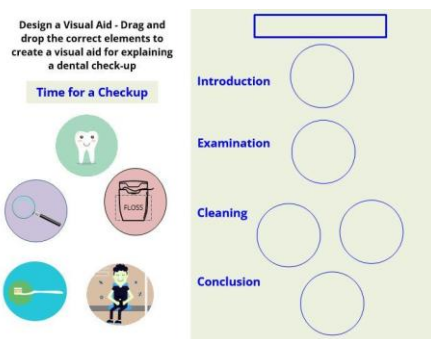 Design a Visual Aid - Drag and
drop the correct elements to
create a visual aid for explaining
a dental check-up
Time for a Checkup
FLOSS
Introduction
Examination
Cleaning
Conclusion